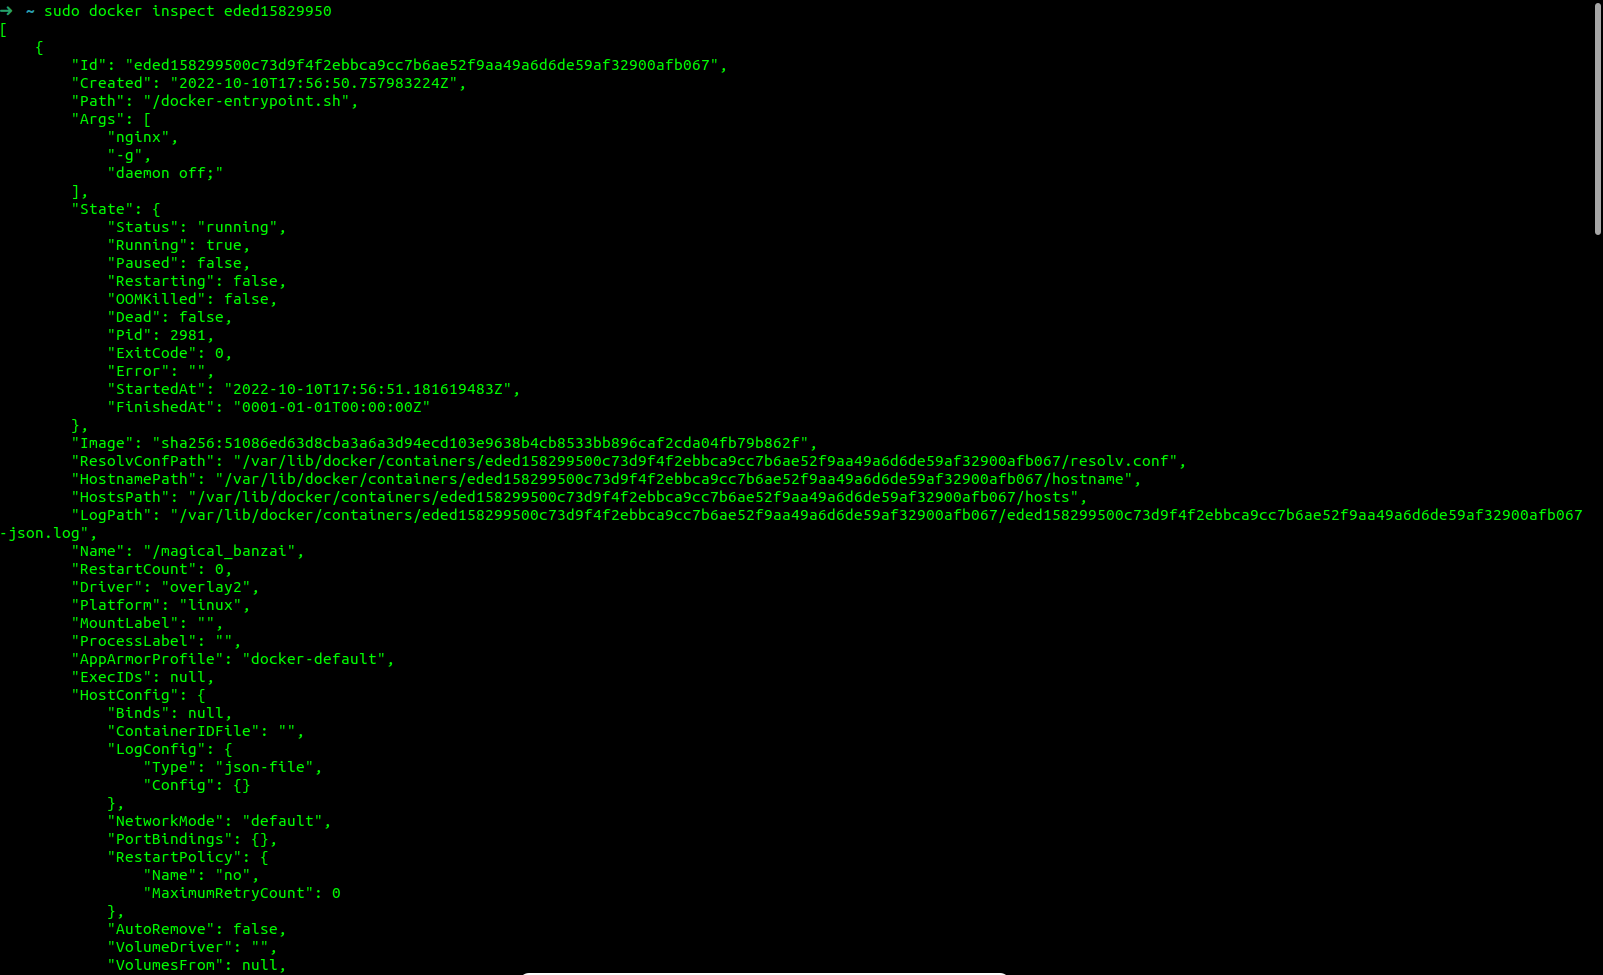 ➜ ~ sudo docker inspect eded15829950
[
    {
        "Id": "eded158299500c73d9f4f2ebbca9cc7b6ae52f9aa49a6d6de59af32900afb067",
        "Created": "2022-10-10T17:56:50.757983224Z",
        "Path": "/docker-entrypoint.sh",
        "Args": [
            "nginx",
            "-g",
            "daemon off;"
        ],
        "State": {
            "Status": "running",
            "Running": true,
            "Paused": false,
            "Restarting": false,
            "OOMKilled": false,
            "Dead": false,
            "Pid": 2981,
            "ExitCode": 0,
            "Error": "",
            "StartedAt": "2022-10-10T17:56:51.181619483Z",
            "FinishedAt": "0001-01-01T00:00:00Z"
        },
        "Image": "sha256:51086ed63d8cba3a6a3d94ecd103e9638b4cb8533bb896caf2cda04fb79b862f",
        "ResolvConfPath": "/var/lib/docker/containers/eded158299500c73d9f4f2ebbca9cc7b6ae52f9aa49a6d6de59af32900afb067/resolv.conf",
        "HostnamePath": "/var/lib/docker/containers/eded158299500c73d9f4f2ebbca9cc7b6ae52f9aa49a6d6de59af32900afb067/hostname",
        "HostsPath": "/var/lib/docker/containers/eded158299500c73d9f4f2ebbca9cc7b6ae52f9aa49a6d6de59af32900afb067/hosts",
        "LogPath": "/var/lib/docker/containers/eded158299500c73d9f4f2ebbca9cc7b6ae52f9aa49a6d6de59af32900afb067/eded158299500c73d9f4f2ebbca9cc7b6ae52f9aa49a6d6de59af32900afb067
-json.log",
        "Name": "/magical_banzai",
        "RestartCount": 0,
        "Driver": "overlay2",
        "Platform": "linux",
        "MountLabel": "",
        "ProcessLabel": "",
        "AppArmorProfile": "docker-default",
        "ExecIDs": null,
        "HostConfig": {
            "Binds": null,
            "ContainerIDFile": "",
            "LogConfig": {
                "Type": "json-file",
                "Config": {}
            },
            "NetworkMode": "default",
            "PortBindings": {},
            "RestartPolicy": {
                "Name": "no",
                "MaximumRetryCount": 0
            },
            "AutoRemove": false,
            "VolumeDriver": "",
            "VolumesFrom": null,